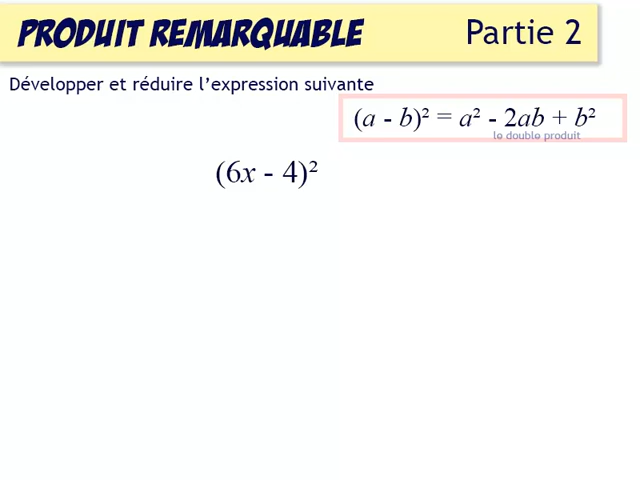 PRODUIT REMARQUABLE Partie 2
Développer et réduire l'expression suivante
(a - b)² = a² - 2ab + b²
le double produit
(6x - 4)²